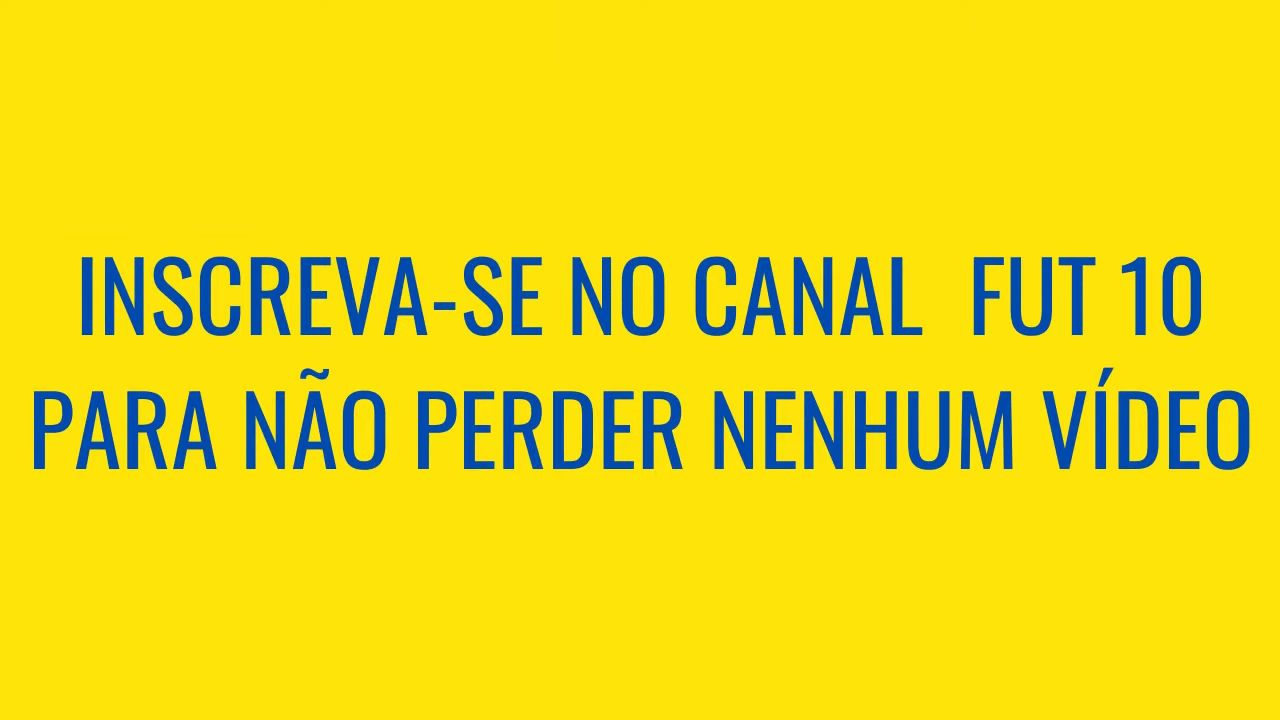 INSCREVA-SE NO CANAL  FUT 10
PARA NÃO PERDER NENHUM VÍDEO